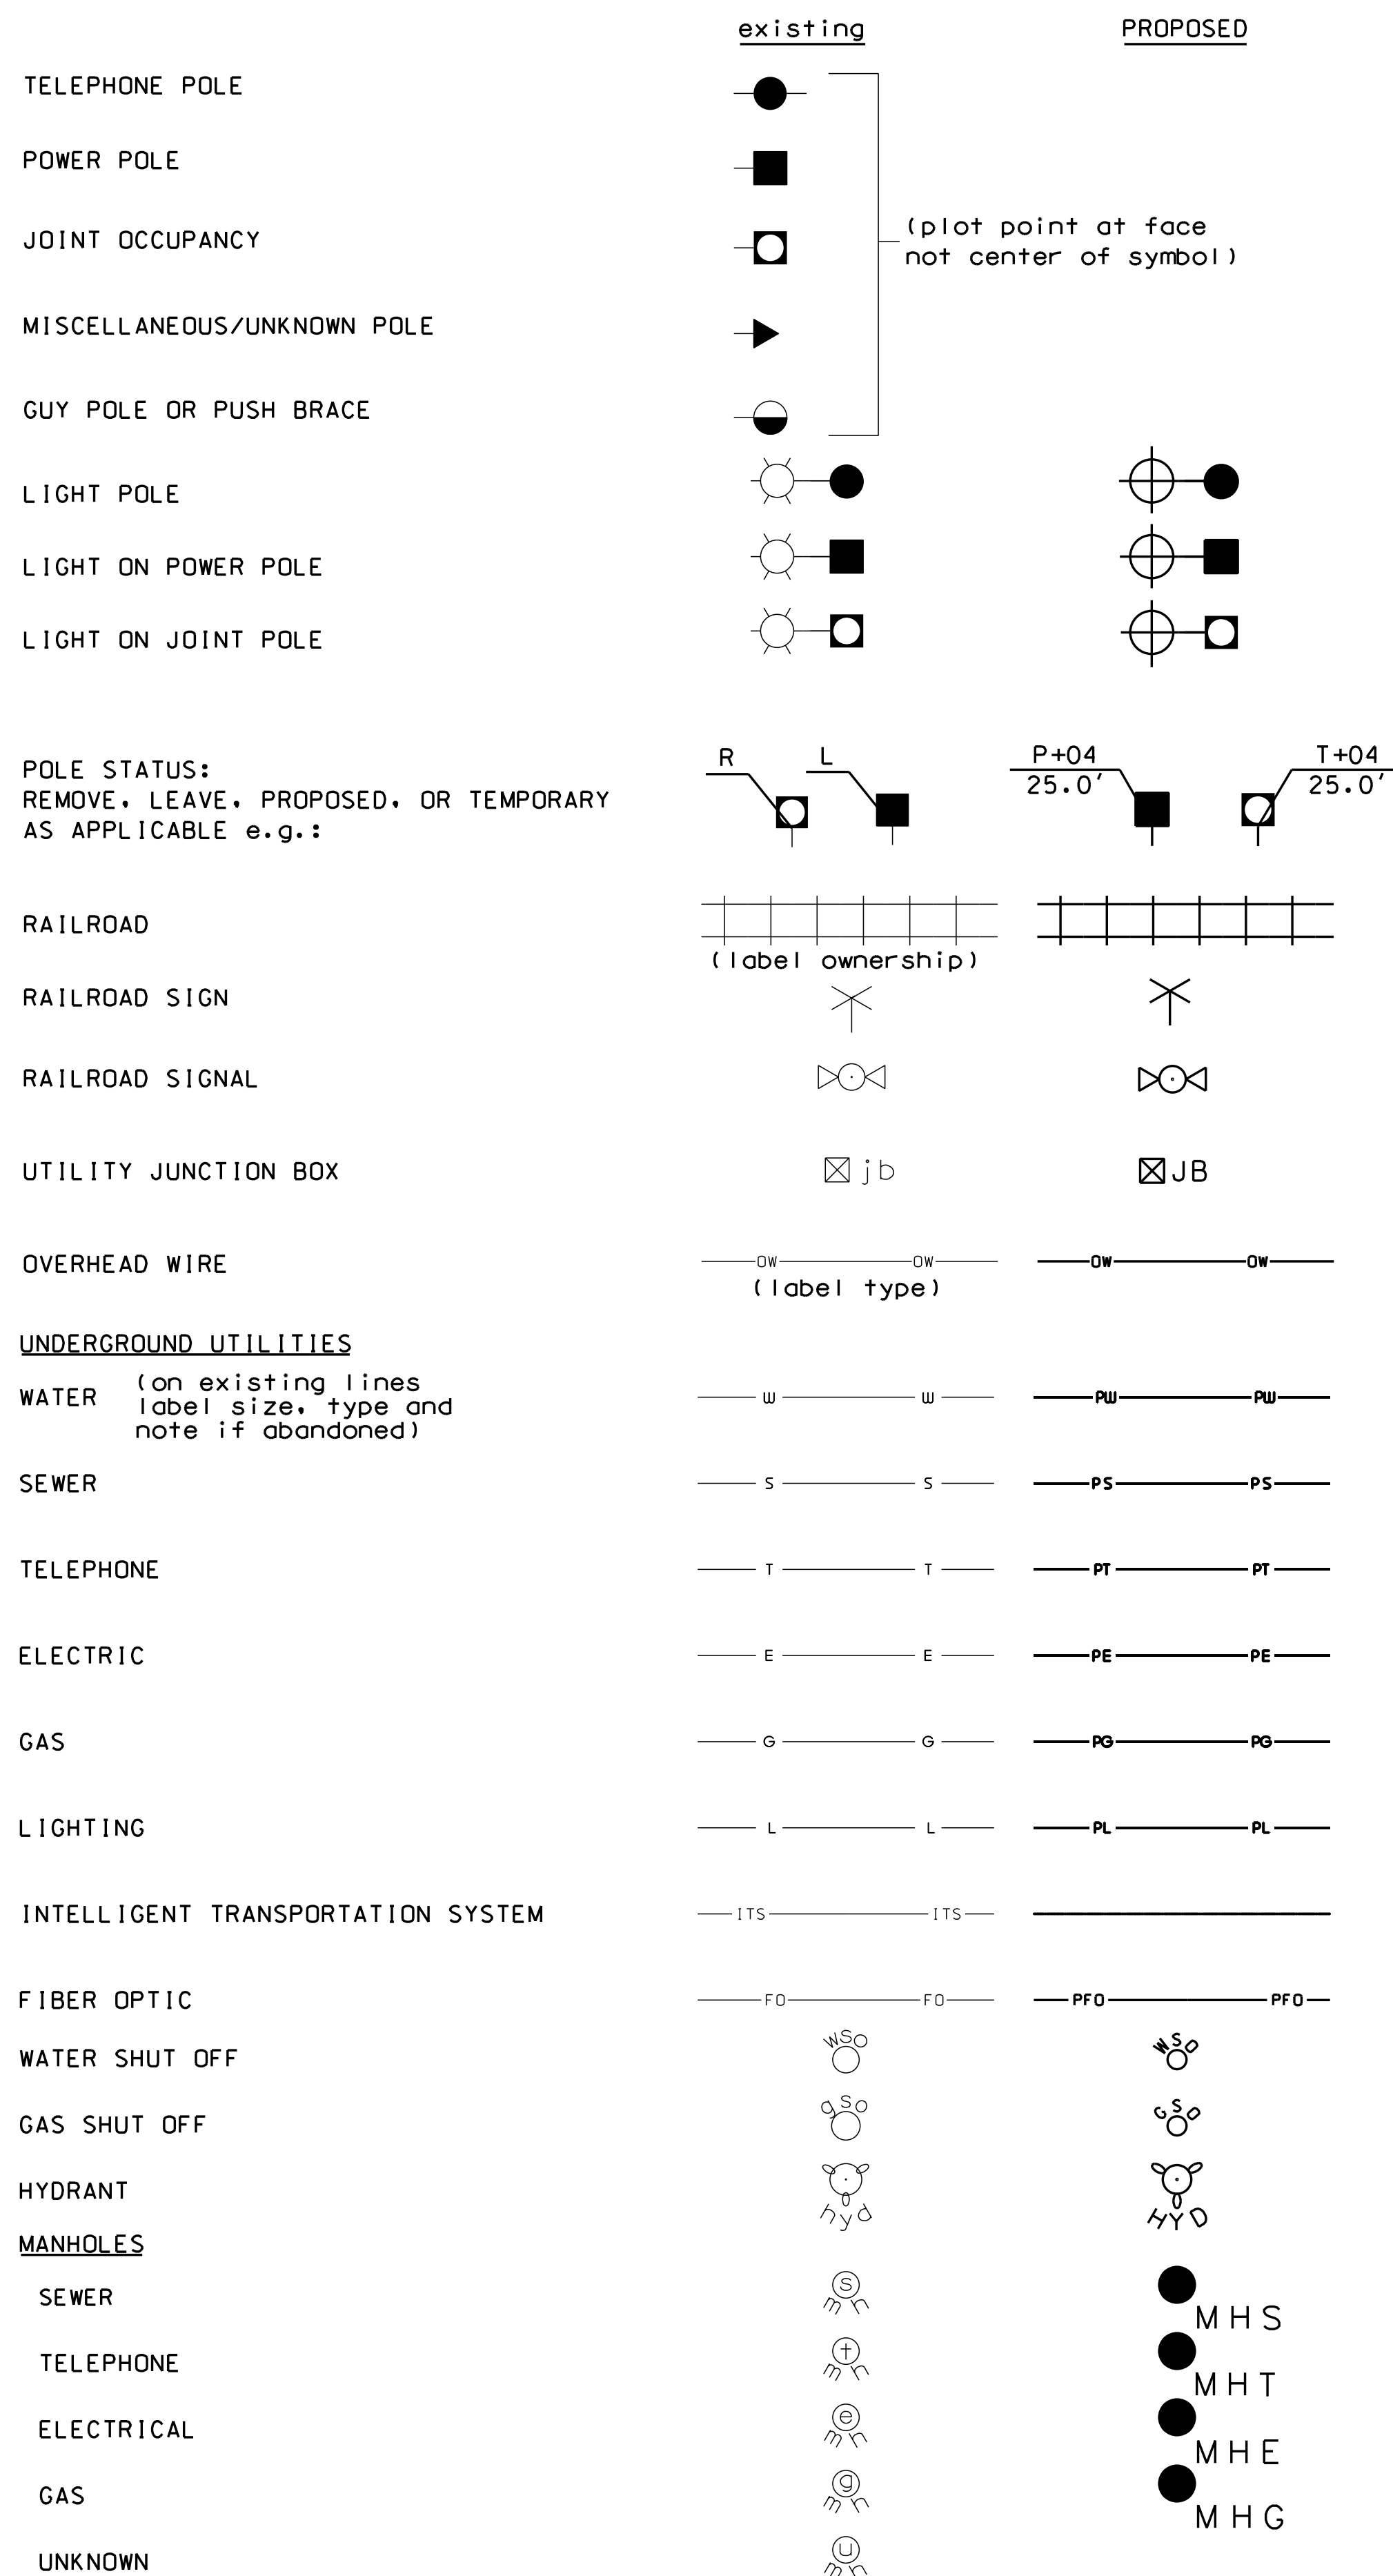 existing PROPOSED
TELEPHONE POLE
POWER POLE
(plot point at face
not center of symbol)
JOINT OCCUPANCY
MISCELLANEOUS/UNKNOWN POLE
GUY POLE OR PUSH BRACE
LIGHT POLE
LIGHT ON POWER POLE
LIGHT ON JOINT POLE
R L P+04 T+04
25.0' 25.0'
POLE STATUS:
REMOVE, LEAVE, PROPOSED, OR TEMPORARY
AS APPLICABLE e.g.:
RAILROAD
(label ownership)
RAILROAD SIGN
RAILROAD SIGNAL
UTILITY JUNCTION BOX jb JB
OVERHEAD WIRE OW OW OW OW
(label type)
UNDERGROUND UTILITIES
WATER W W PW PW
(on existing lines
label size, type and
note if abandoned)
SEWER S S PS PS
TELEPHONE T T PT PT
ELECTRIC E E PE PE
GAS G G PG PG
LIGHTING L L PL PL
INTELLIGENT TRANSPORTATION SYSTEM ITS ITS
FIBER OPTIC FO FO PFO PFO
WATER SHUT OFF wso WSO
GAS SHUT OFF gso GSO
HYDRANT hyd HYD
MANHOLES
SEWER s mh MHS
TELEPHONE t mh MHT
ELECTRICAL e mh MHE
GAS g mh MHG
UNKNOWN u mh